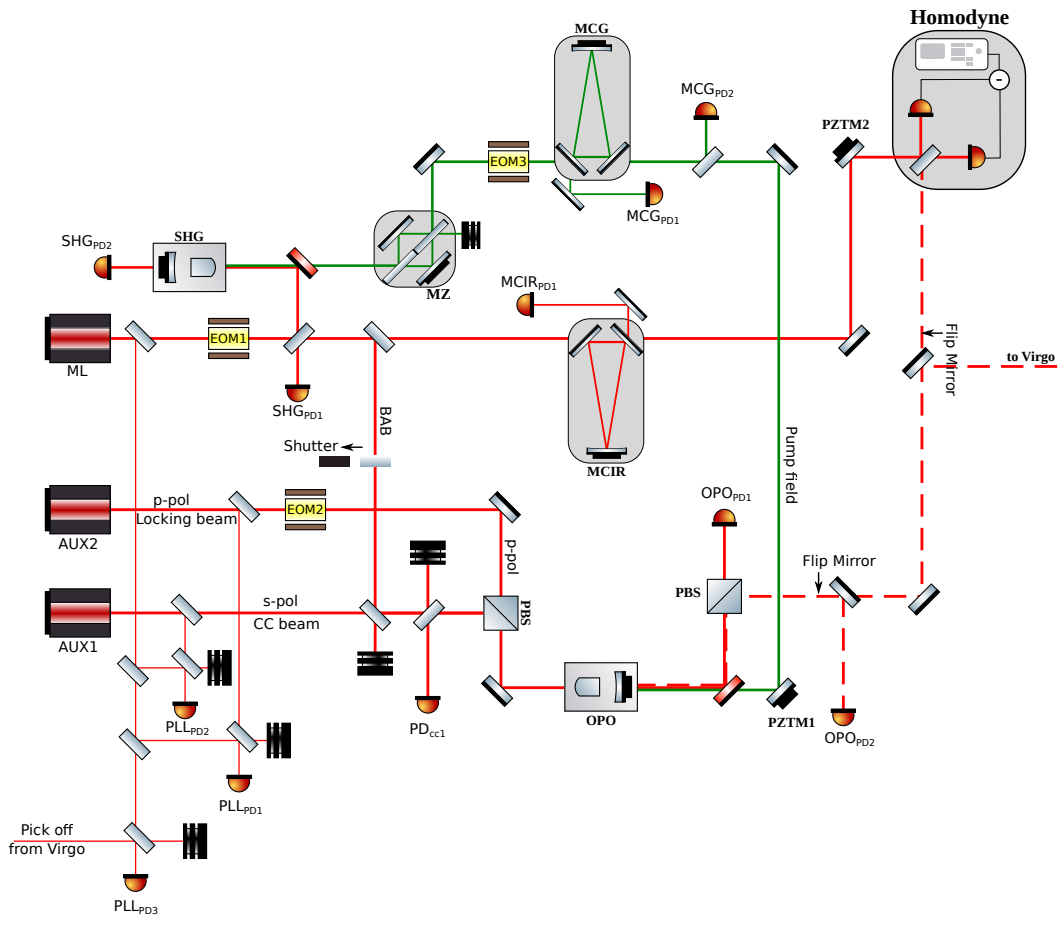 Homodyne
MCG
MCG_PD2
PZTM2
-
EOM3
MCG_PD1
SHG_PD2
SHG
MZ
MCIR_PD1
EOM1
ML
SHG_PD1
Flip Mirror
to Virgo
BAB
Shutter
MCIR
Pump field
p-pol
Locking beam
EOM2
AUX2
OPO_PD1
p-pol
Flip Mirror
PBS
s-pol
CC beam
PBS
AUX1
OPO
PZTM1
PLL_PD2
PD_cc1
OPO_PD2
PLL_PD1
Pick off
from Virgo
PLL_PD3